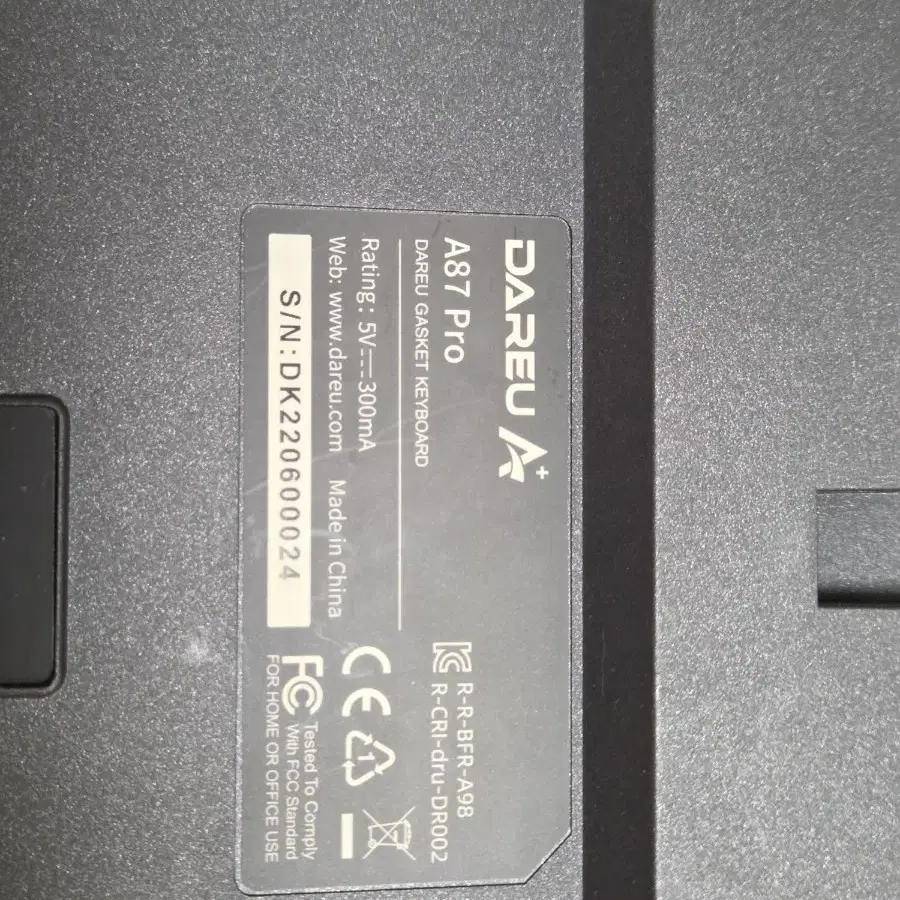 DAREU A+
A87 Pro
DAREU GASKET KEYBOARD
Rating: 5V⎓300mA
Web: www.dareu.com Made in China
S/N:DK220600024
R-R-BFR-A98
R-CRI-dru-DR002
CE
1
FC Tested To Comply
With FCC Standard
FOR HOME OR OFFICE USE